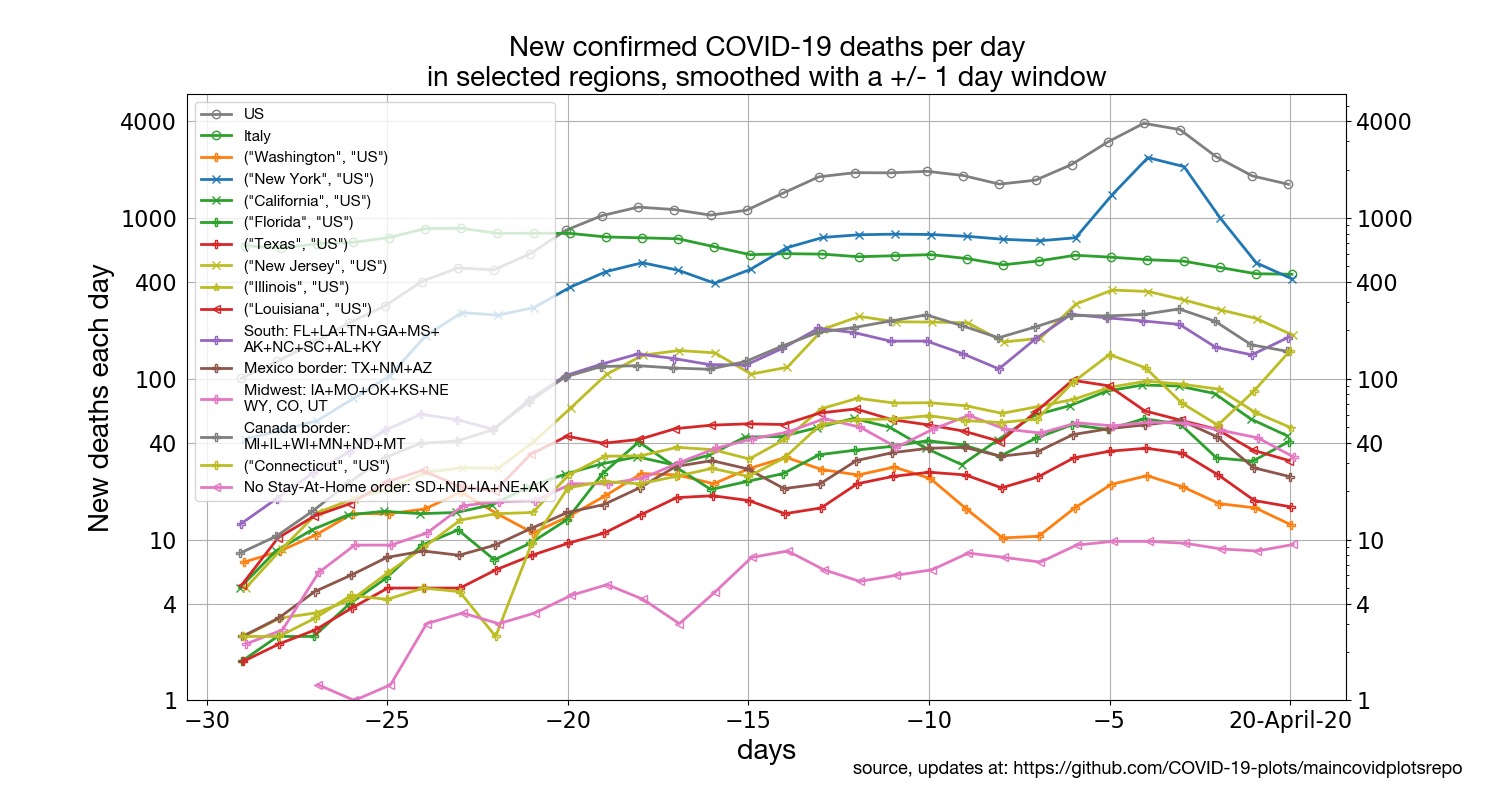 New confirmed COVID-19 deaths per day
in selected regions, smoothed with a +/- 1 day window
4000
1000
400
100
40
10
4
1
4000
1000
400
100
40
10
4
1
New deaths each day
US
Italy
("Washington", "US")
("New York", "US")
("California", "US")
("Florida", "US")
("Texas", "US")
("New Jersey", "US")
("Illinois", "US")
("Louisiana", "US")
South: FL+LA+TN+GA+MS+
AK+NC+SC+AL+KY
Mexico border: TX+NM+AZ
Midwest: IA+MO+OK+KS+NE
WY, CO, UT
Canada border:
MI+IL+WI+MN+ND+MT
("Connecticut", "US")
No Stay-At-Home order: SD+ND+IA+NE+AK
−30
−25
−20
−15
−10
−5
20-April-20
days
source, updates at: https://github.com/COVID-19-plots/maincovidplotsrepo